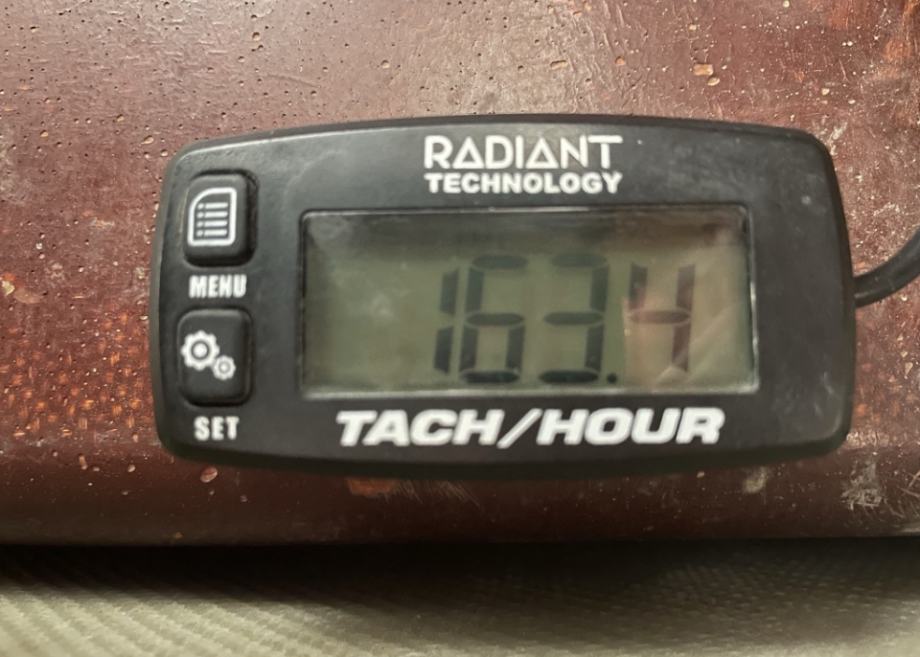 RADIANT
TECHNOLOGY
MENU
163.4
SET
TACH/HOUR